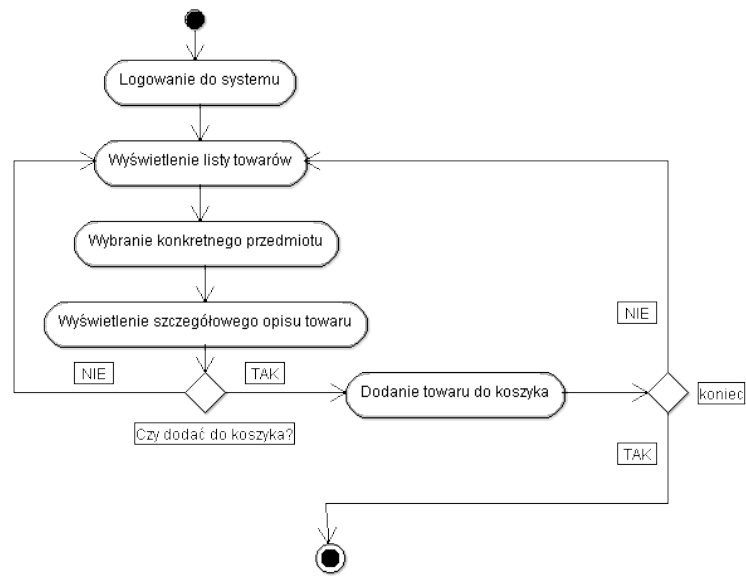 Logowanie do systemu
Wyświetlenie listy towarów
Wybranie konkretnego przedmiotu
Wyświetlenie szczegółowego opisu towaru
NIE
NIE
TAK
Dodanie towaru do koszyka
koniec
Czy dodać do koszyka?
TAK